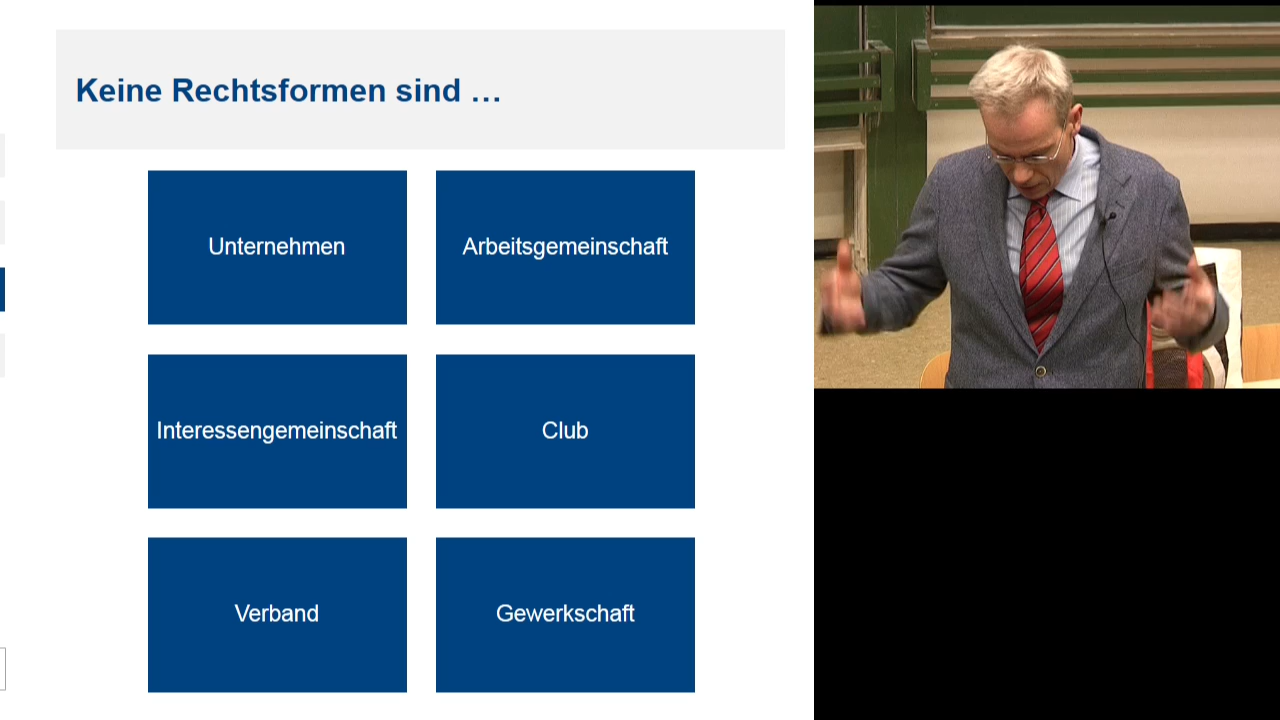 Keine Rechtsformen sind …
Unternehmen
Arbeitsgemeinschaft
Interessengemeinschaft
Club
Verband
Gewerkschaft